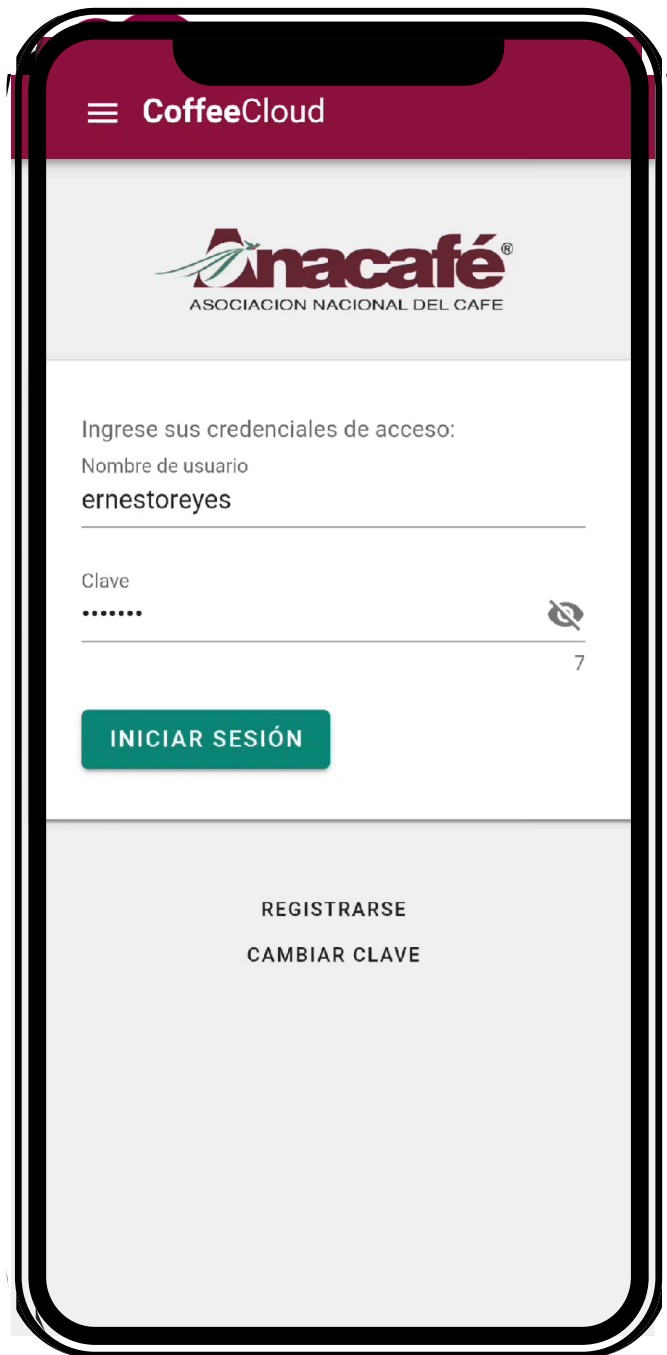 CoffeeCloud
Anacafé®
ASOCIACION NACIONAL DEL CAFE
Ingrese sus credenciales de acceso:
Nombre de usuario
ernestoreyes
Clave
•••••••
7
INICIAR SESIÓN
REGISTRARSE
CAMBIAR CLAVE